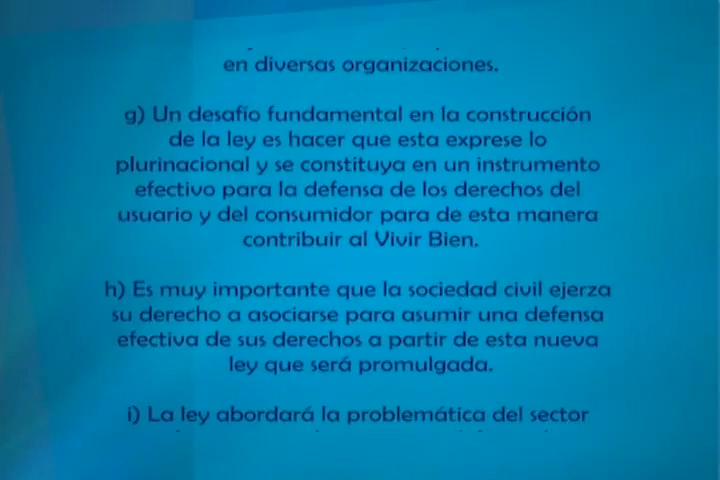 en diversas organizaciones.
g) Un desafío fundamental en la construcción
de la ley es hacer que esta exprese lo
plurinacional y se constituya en un instrumento
efectivo para la defensa de los derechos del
usuario y del consumidor para de esta manera
contribuir al Vivir Bien.
h) Es muy importante que la sociedad civil ejerza
su derecho a asociarse para asumir una defensa
efectiva de sus derechos a partir de esta nueva
ley que será promulgada.
i) La ley abordará la problemática del sector